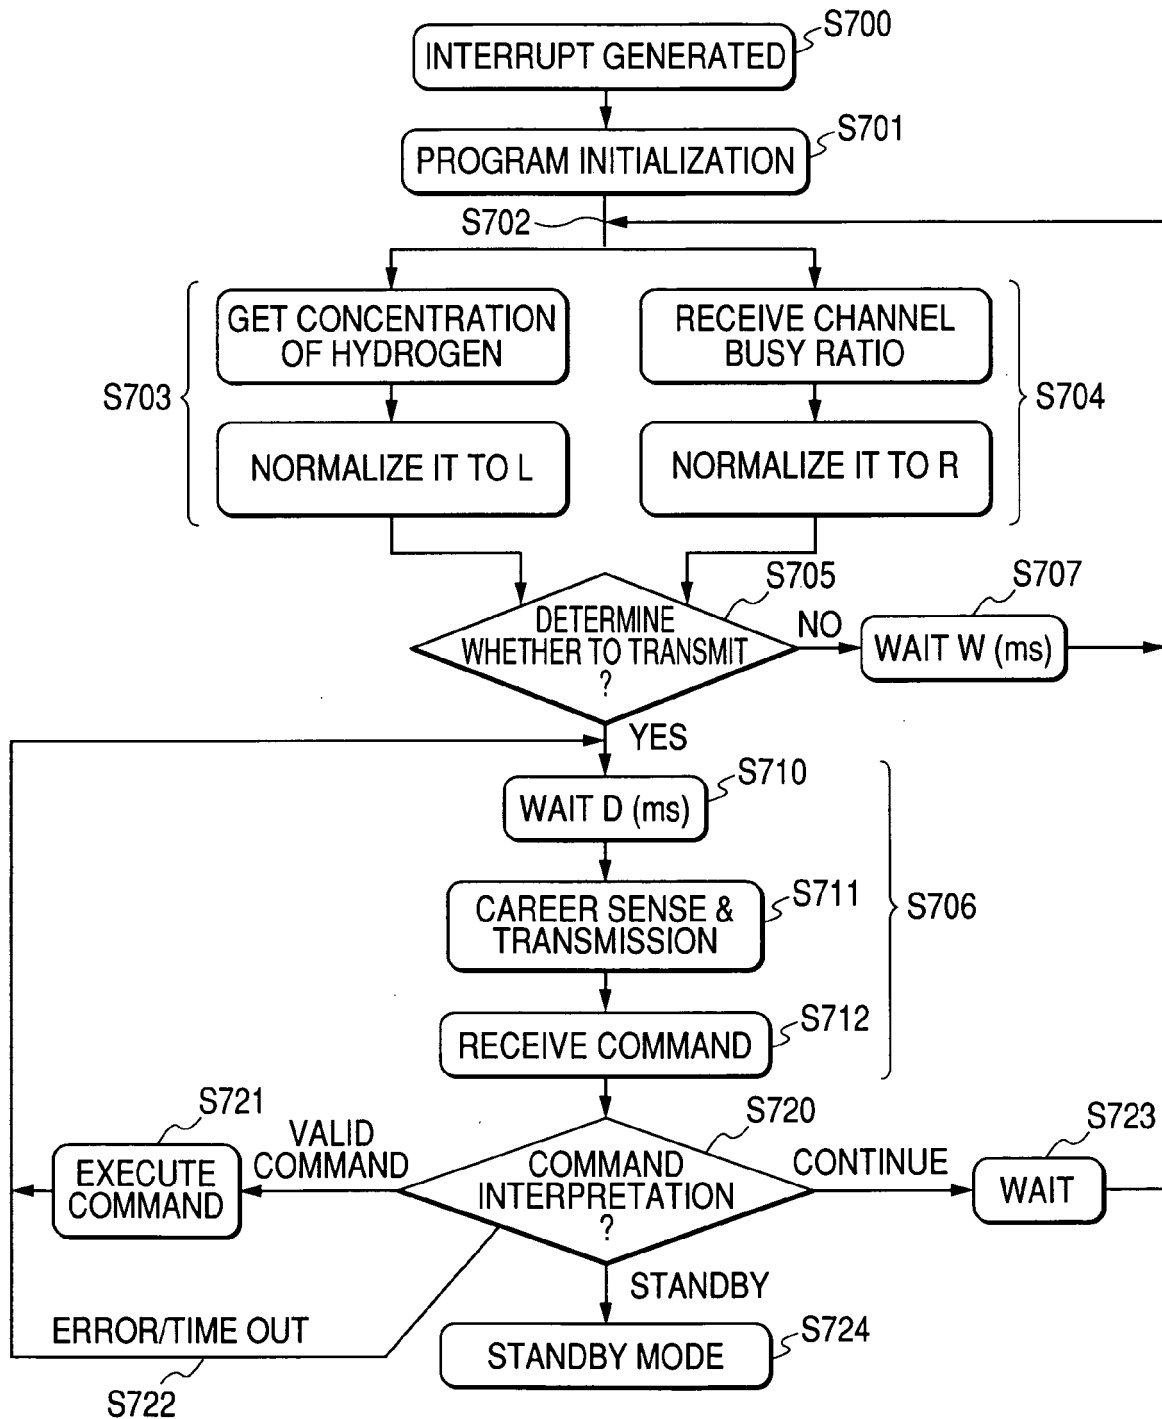 S700
INTERRUPT GENERATED
S701
PROGRAM INITIALIZATION
S702
GET CONCENTRATION
OF HYDROGEN
RECEIVE CHANNEL
BUSY RATIO
S703
S704
NORMALIZE IT TO L
NORMALIZE IT TO R
S705
S707
DETERMINE
WHETHER TO TRANSMIT
?
NO
WAIT W (ms)
YES
S710
WAIT D (ms)
S711
CAREER SENSE &
TRANSMISSION
S706
S712
RECEIVE COMMAND
S721
S720
S723
VALID
COMMAND
EXECUTE
COMMAND
COMMAND
INTERPRETATION
?
CONTINUE
WAIT
STANDBY
ERROR/TIME OUT
S724
STANDBY MODE
S722